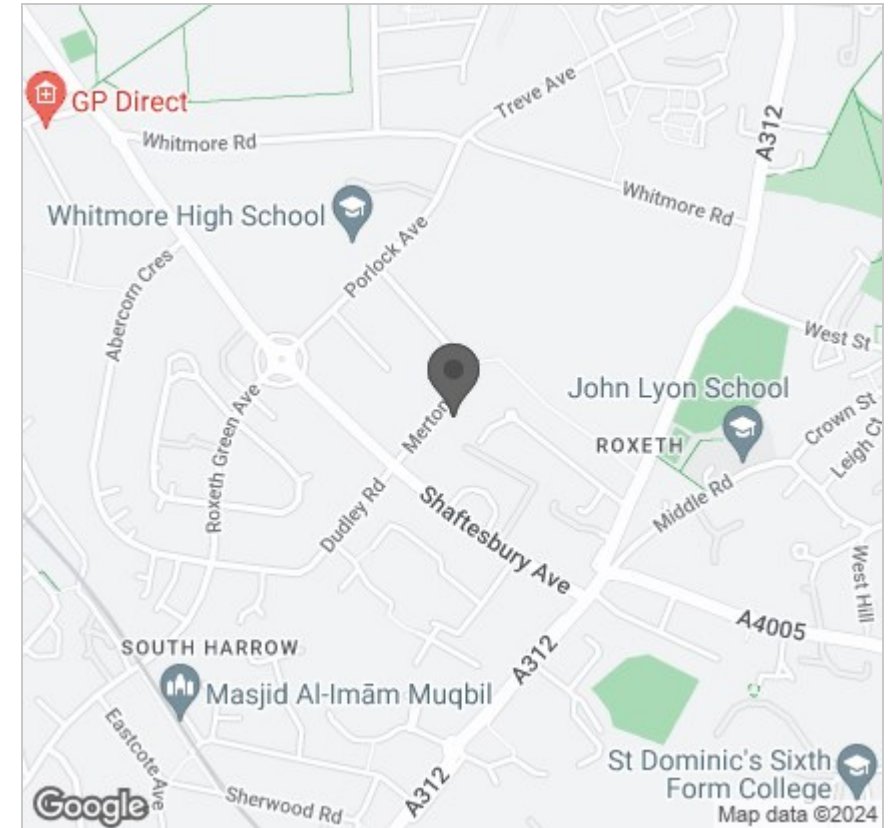 GP Direct
Treve Ave
A312
Whitmore Rd
Whitmore Rd
Whitmore High School
Porlock Ave
Abercorn Cres
West St
John Lyon School
Crown St
Leigh Ct
Merton
ROXETH
Roxeth Green Ave
Middle Rd
Dudley Rd
Shaftesbury Ave
West Hill
A4005
SOUTH HARROW
A312
Masjid Al-Imām Muqbil
Eastcote Ave
St Dominic's Sixth
Form College
Sherwood Rd
A312
Google
Map data ©2024